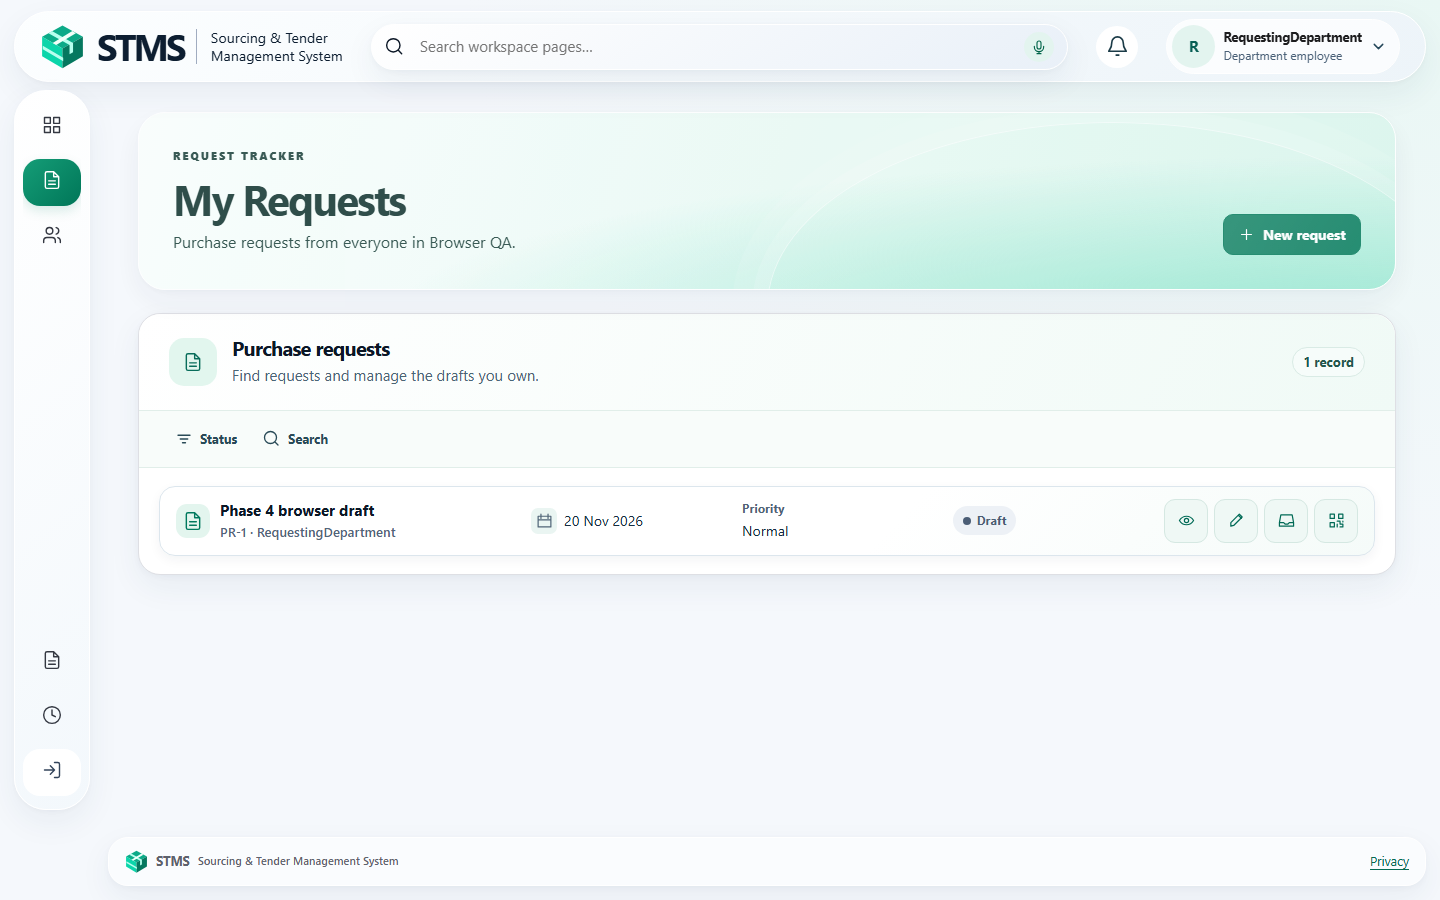 STMS
Sourcing & Tender
Management System
Search workspace pages...
R
RequestingDepartment
Department employee
REQUEST TRACKER
My Requests
Purchase requests from everyone in Browser QA.
New request
Purchase requests
Find requests and manage the drafts you own.
1 record
Status
Search
Phase 4 browser draft
PR-1 · RequestingDepartment
20 Nov 2026
Priority
Normal
Draft
STMS
Sourcing & Tender Management System
Privacy